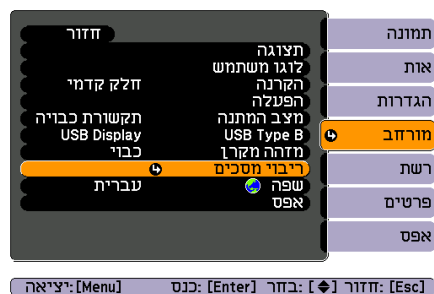 תמונה
אות
הגדרות
מורחב
רשת
פרטים
אפס
חזור
תצוגה
לוגו משתמש
הקרנה חלק קדמי
הפעלה
מצב המתנה תקשורת כבויה
USB Type B USB Display
מזהה מקרן כבוי
ריבוי מסכים
שפה עברית
אפס
[Esc] :חזור [◆] :בחר [Enter] :כנס [Menu] :יציאה